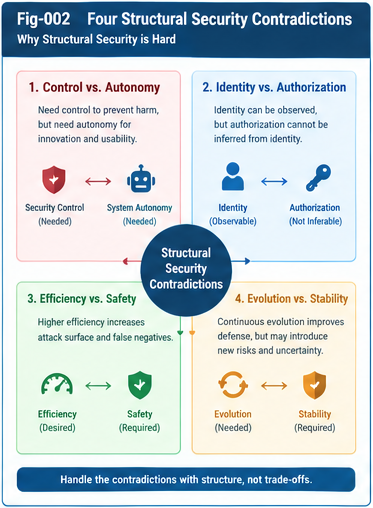 Fig-002 Four Structural Security Contradictions
Why Structural Security is Hard
1. Control vs. Autonomy
Need control to prevent harm,
but need autonomy for
innovation and usability.
Security Control
(Needed)
System Autonomy
(Needed)
2. Identity vs. Authorization
Identity can be observed,
but authorization cannot be
inferred from identity.
Identity
(Observable)
Authorization
(Not Inferable)
Structural
Security
Contradictions
3. Efficiency vs. Safety
Higher efficiency increases
attack surface and false negatives.
Efficiency
(Desired)
Safety
(Required)
4. Evolution vs. Stability
Continuous evolution improves
defense, but may introduce
new risks and uncertainty.
Evolution
(Needed)
Stability
(Required)
Handle the contradictions with structure, not trade-offs.